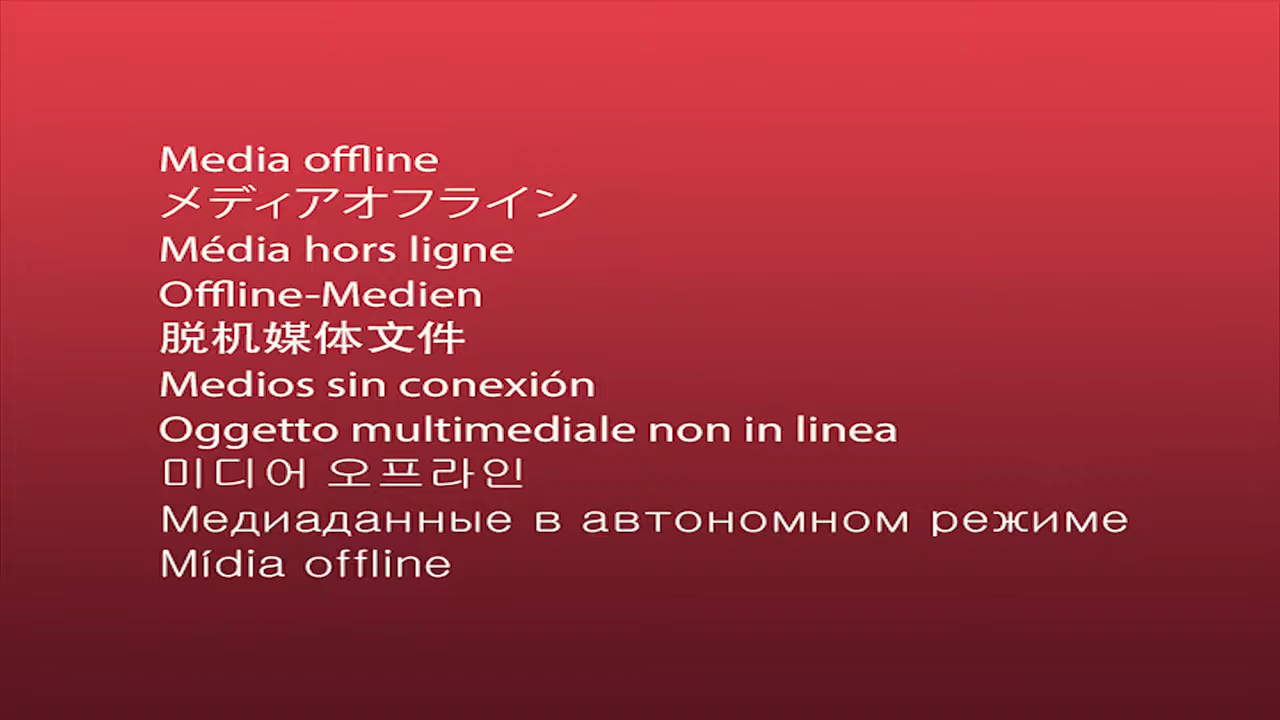 Media offline
メディアオフライン
Média hors ligne
Offline-Medien
脱机媒体文件
Medios sin conexión
Oggetto multimediale non in linea
미디어 오프라인
Медиаданные в автономном режиме
Mídia offline